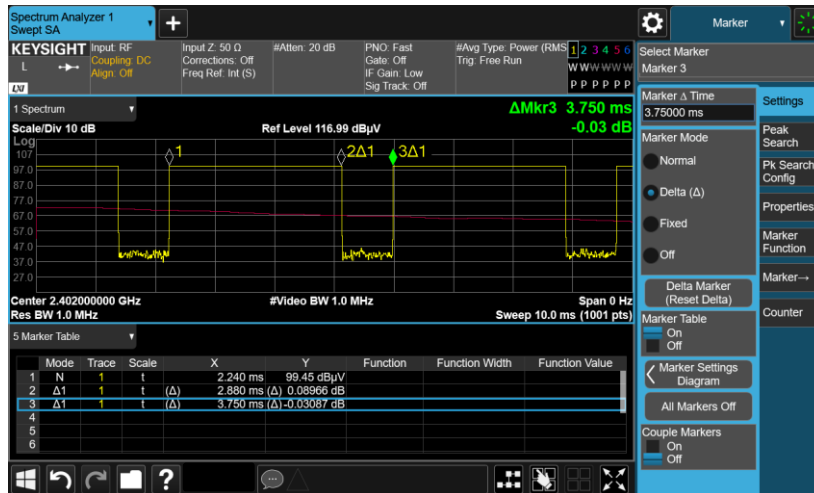 Spectrum Analyzer 1
Swept SA
Marker
KEYSIGHT
L
LXI
Input: RF
Coupling: DC
Align: Off
Input Z: 50 Ω
Corrections: Off
Freq Ref: Int (S)
#Atten: 20 dB
PNO: Fast
Gate: Off
IF Gain: Low
Sig Track: Off
#Avg Type: Power (RMS
Trig: Free Run
1 2 3 4 5 6
W W W W W W
P P P P P P
Select Marker
Marker 3
1 Spectrum
ΔMkr3 3.750 ms
-0.03 dB
Scale/Div 10 dB
Ref Level 116.99 dBµV
Log
107
97.0
87.0
77.0
67.0
57.0
47.0
37.0
27.0
1
2Δ1
3Δ1
Center 2.402000000 GHz
#Video BW 1.0 MHz
Span 0 Hz
Res BW 1.0 MHz
Sweep 10.0 ms (1001 pts)
5 Marker Table
Mode Trace Scale X Y Function Function Width Function Value
1 N 1 t 2.240 ms 99.45 dBµV
2 Δ1 1 t (Δ) 2.880 ms (Δ) 0.08966 dB
3 Δ1 1 t (Δ) 3.750 ms (Δ) -0.03087 dB
4
5
6
?
Marker Δ Time
3.75000 ms
Marker Mode
Normal
Delta (Δ)
Fixed
Off
Delta Marker
(Reset Delta)
Marker Table
On
Off
Marker Settings
Diagram
All Markers Off
Couple Markers
On
Off
Settings
Peak
Search
Pk Search
Config
Properties
Marker
Function
Marker→
Counter